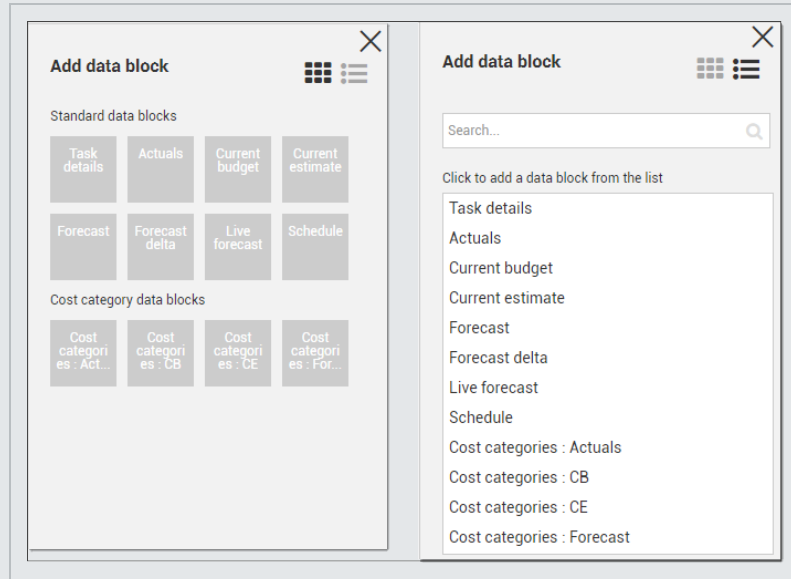 Add data block
Standard data blocks
Task
details
Actuals
Current
budget
Current
estimate
Forecast
Forecast
delta
Live
forecast
Schedule
Cost category data blocks
Cost
categori
es : Act...
Cost
categori
es : CB
Cost
categori
es : CE
Cost
categori
es : For...
Add data block
Search...
Click to add a data block from the list
Task details
Actuals
Current budget
Current estimate
Forecast
Forecast delta
Live forecast
Schedule
Cost categories : Actuals
Cost categories : CB
Cost categories : CE
Cost categories : Forecast